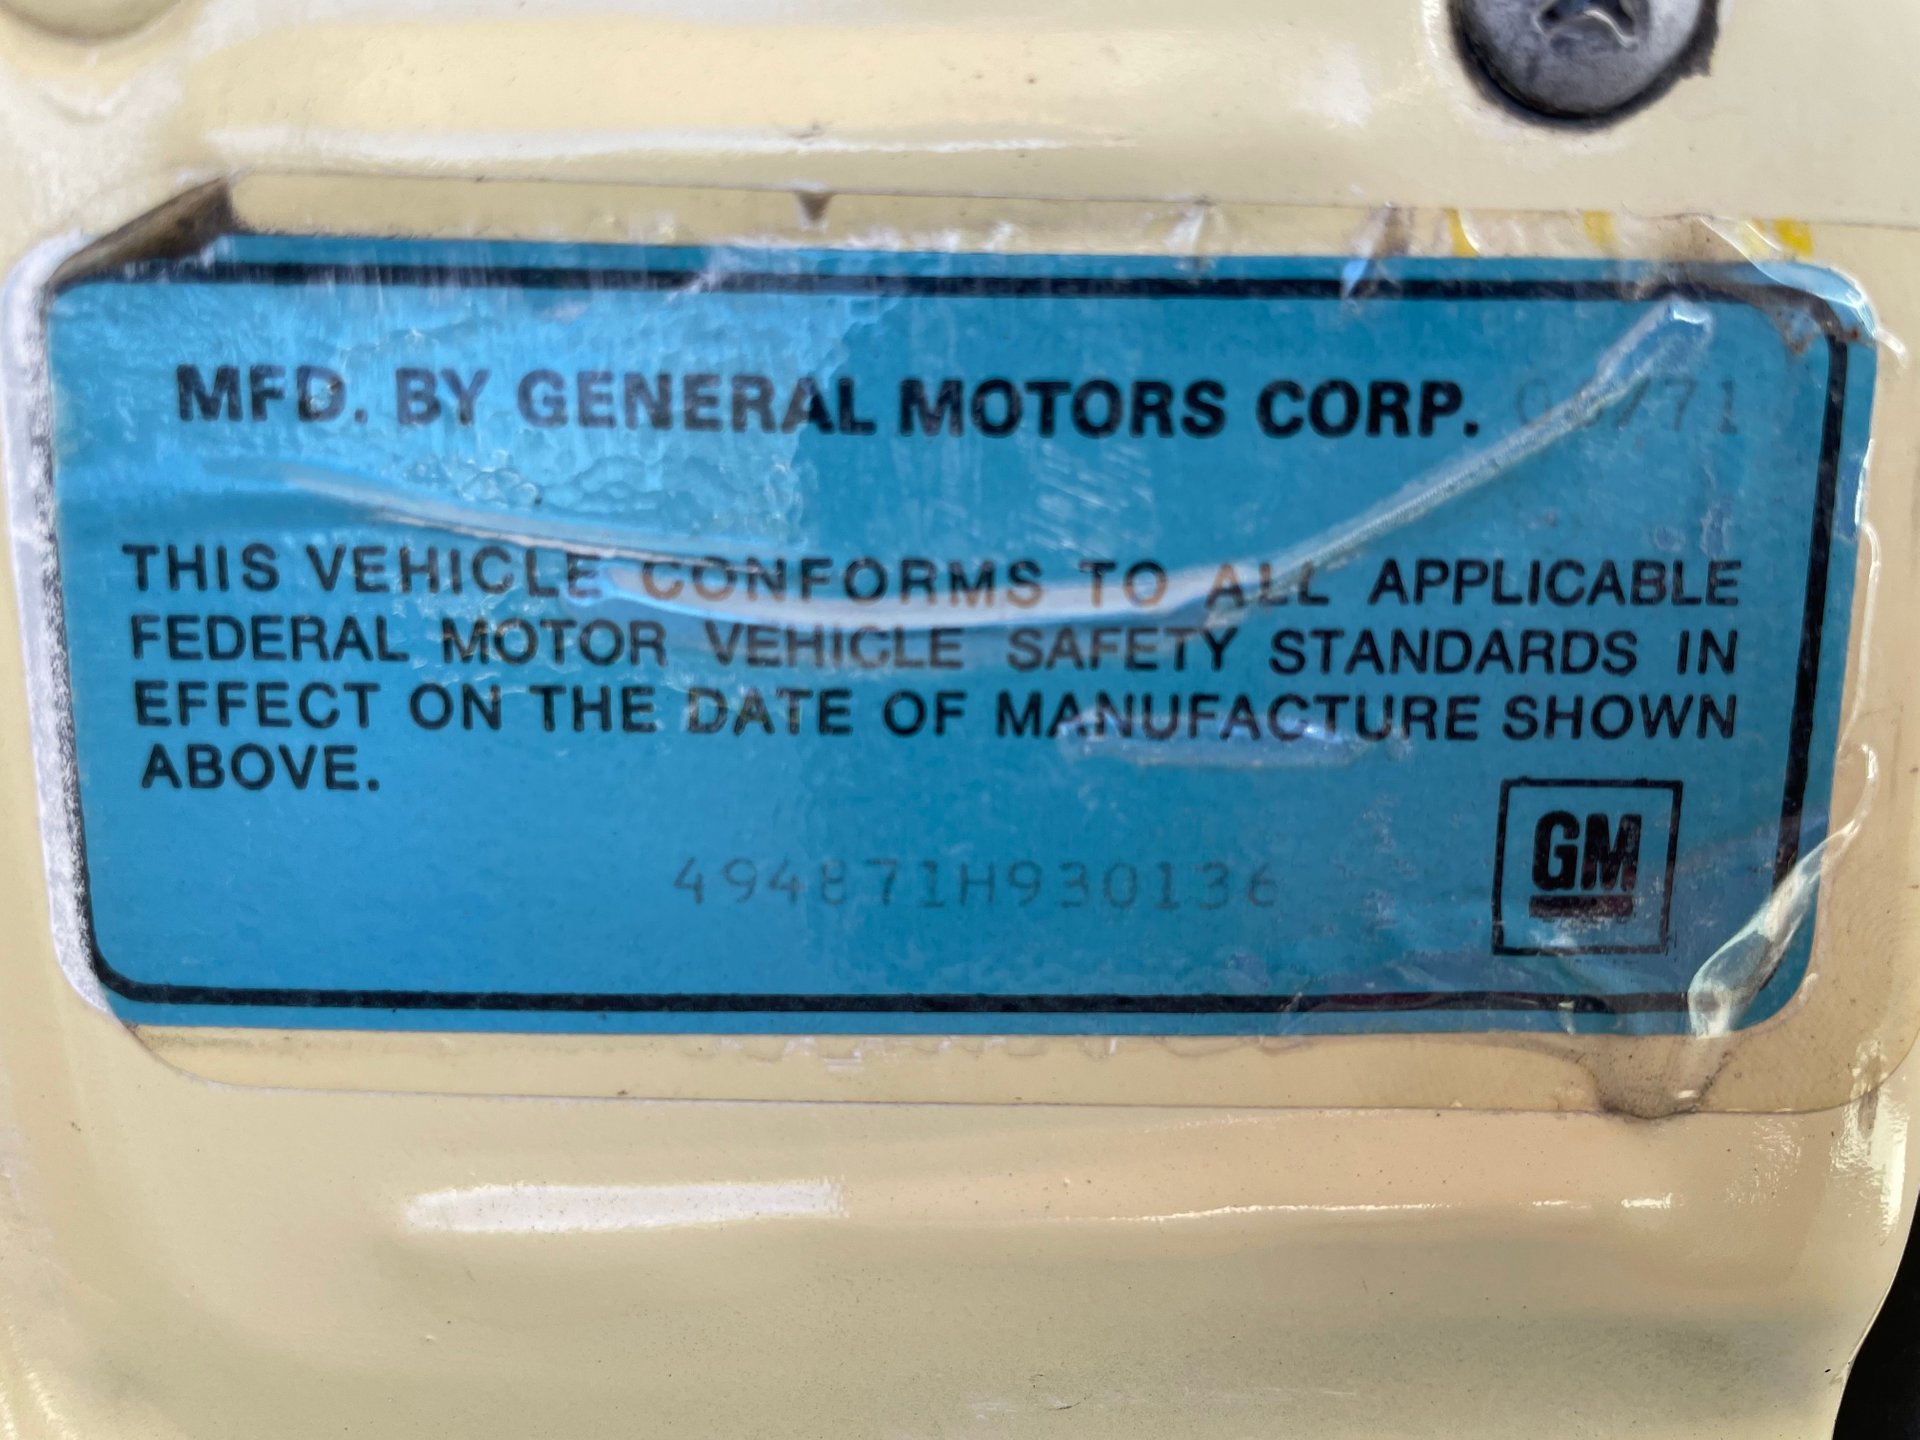 MFD. BY GENERAL MOTORS CORP.
THIS VEHICLE CONFORMS TO ALL APPLICABLE
FEDERAL MOTOR VEHICLE SAFETY STANDARDS IN
EFFECT ON THE DATE OF MANUFACTURE SHOWN
ABOVE.
494871H930136
GM